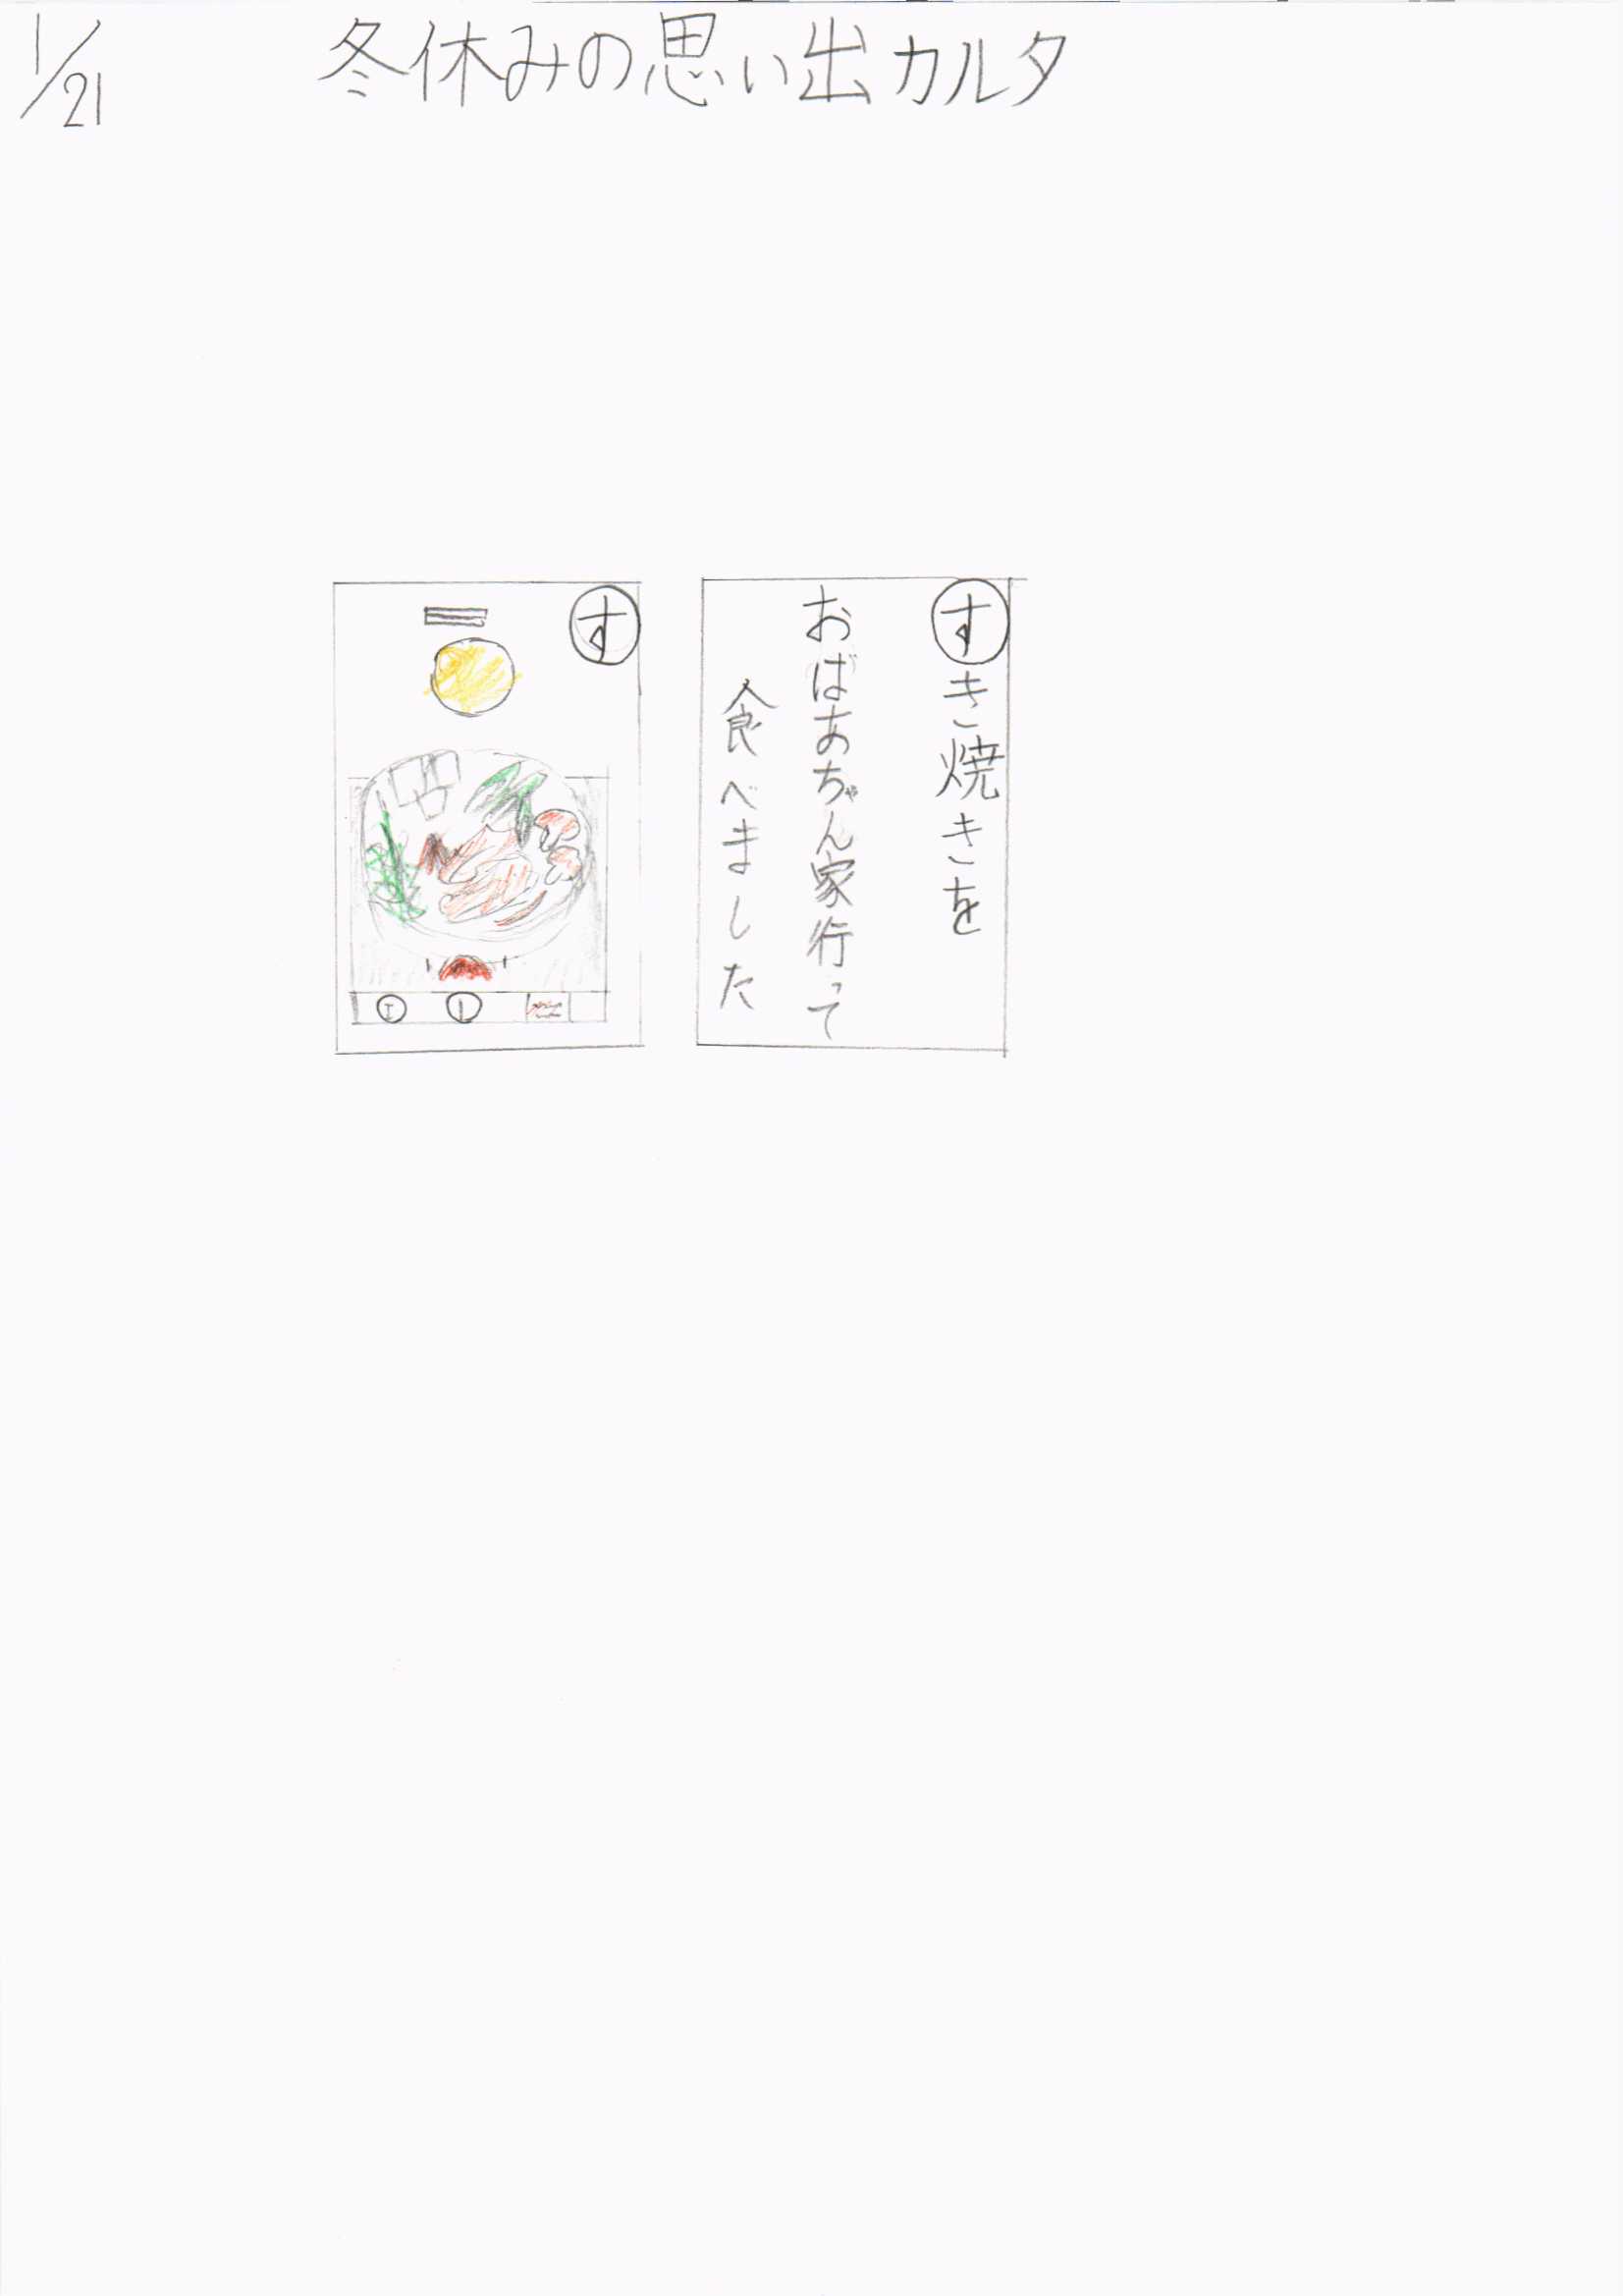 1/21
冬休みの思い出カルタ
す
すき焼きを
おばあちゃん家行って
食べました